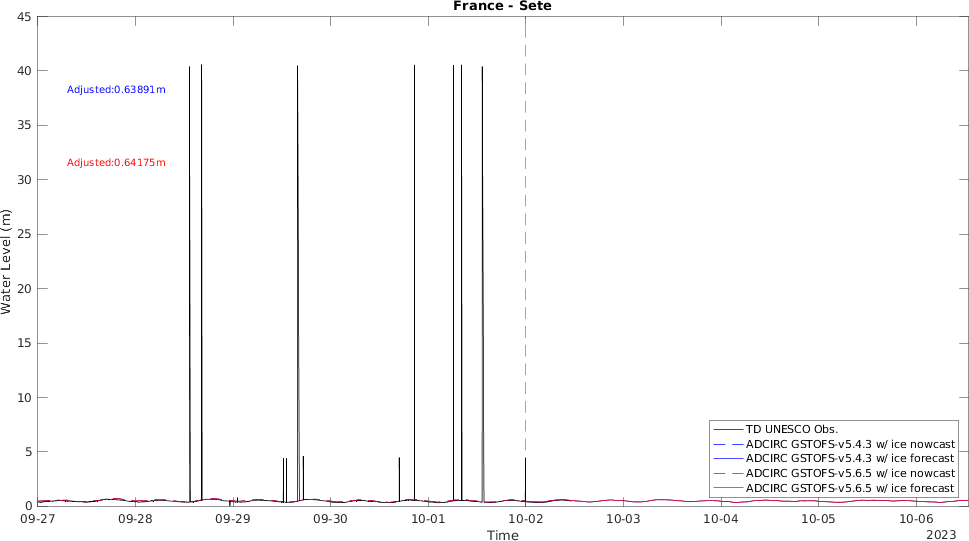 France - Sete
45
40
35
30
25
20
15
10
5
0
Water Level (m)
Adjusted:0.63891m
Adjusted:0.64175m
TD UNESCO Obs.
ADCIRC GSTOFS-v5.4.3 w/ ice nowcast
ADCIRC GSTOFS-v5.4.3 w/ ice forecast
ADCIRC GSTOFS-v5.6.5 w/ ice nowcast
ADCIRC GSTOFS-v5.6.5 w/ ice forecast
09-27 09-28 09-29 09-30 10-01 10-02 10-03 10-04 10-05 10-06
Time
2023